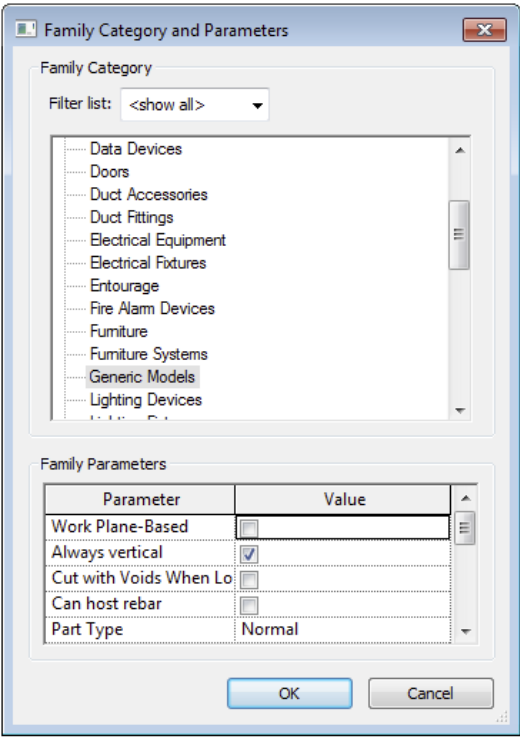 Family Category and Parameters
Family Category
Filter list: <show all>
Data Devices
Doors
Duct Accessories
Duct Fittings
Electrical Equipment
Electrical Fixtures
Entourage
Fire Alarm Devices
Furniture
Furniture Systems
Generic Models
Lighting Devices
Family Parameters
Parameter Value
Work Plane-Based
Always vertical
Cut with Voids When Lo
Can host rebar
Part Type Normal
OK Cancel